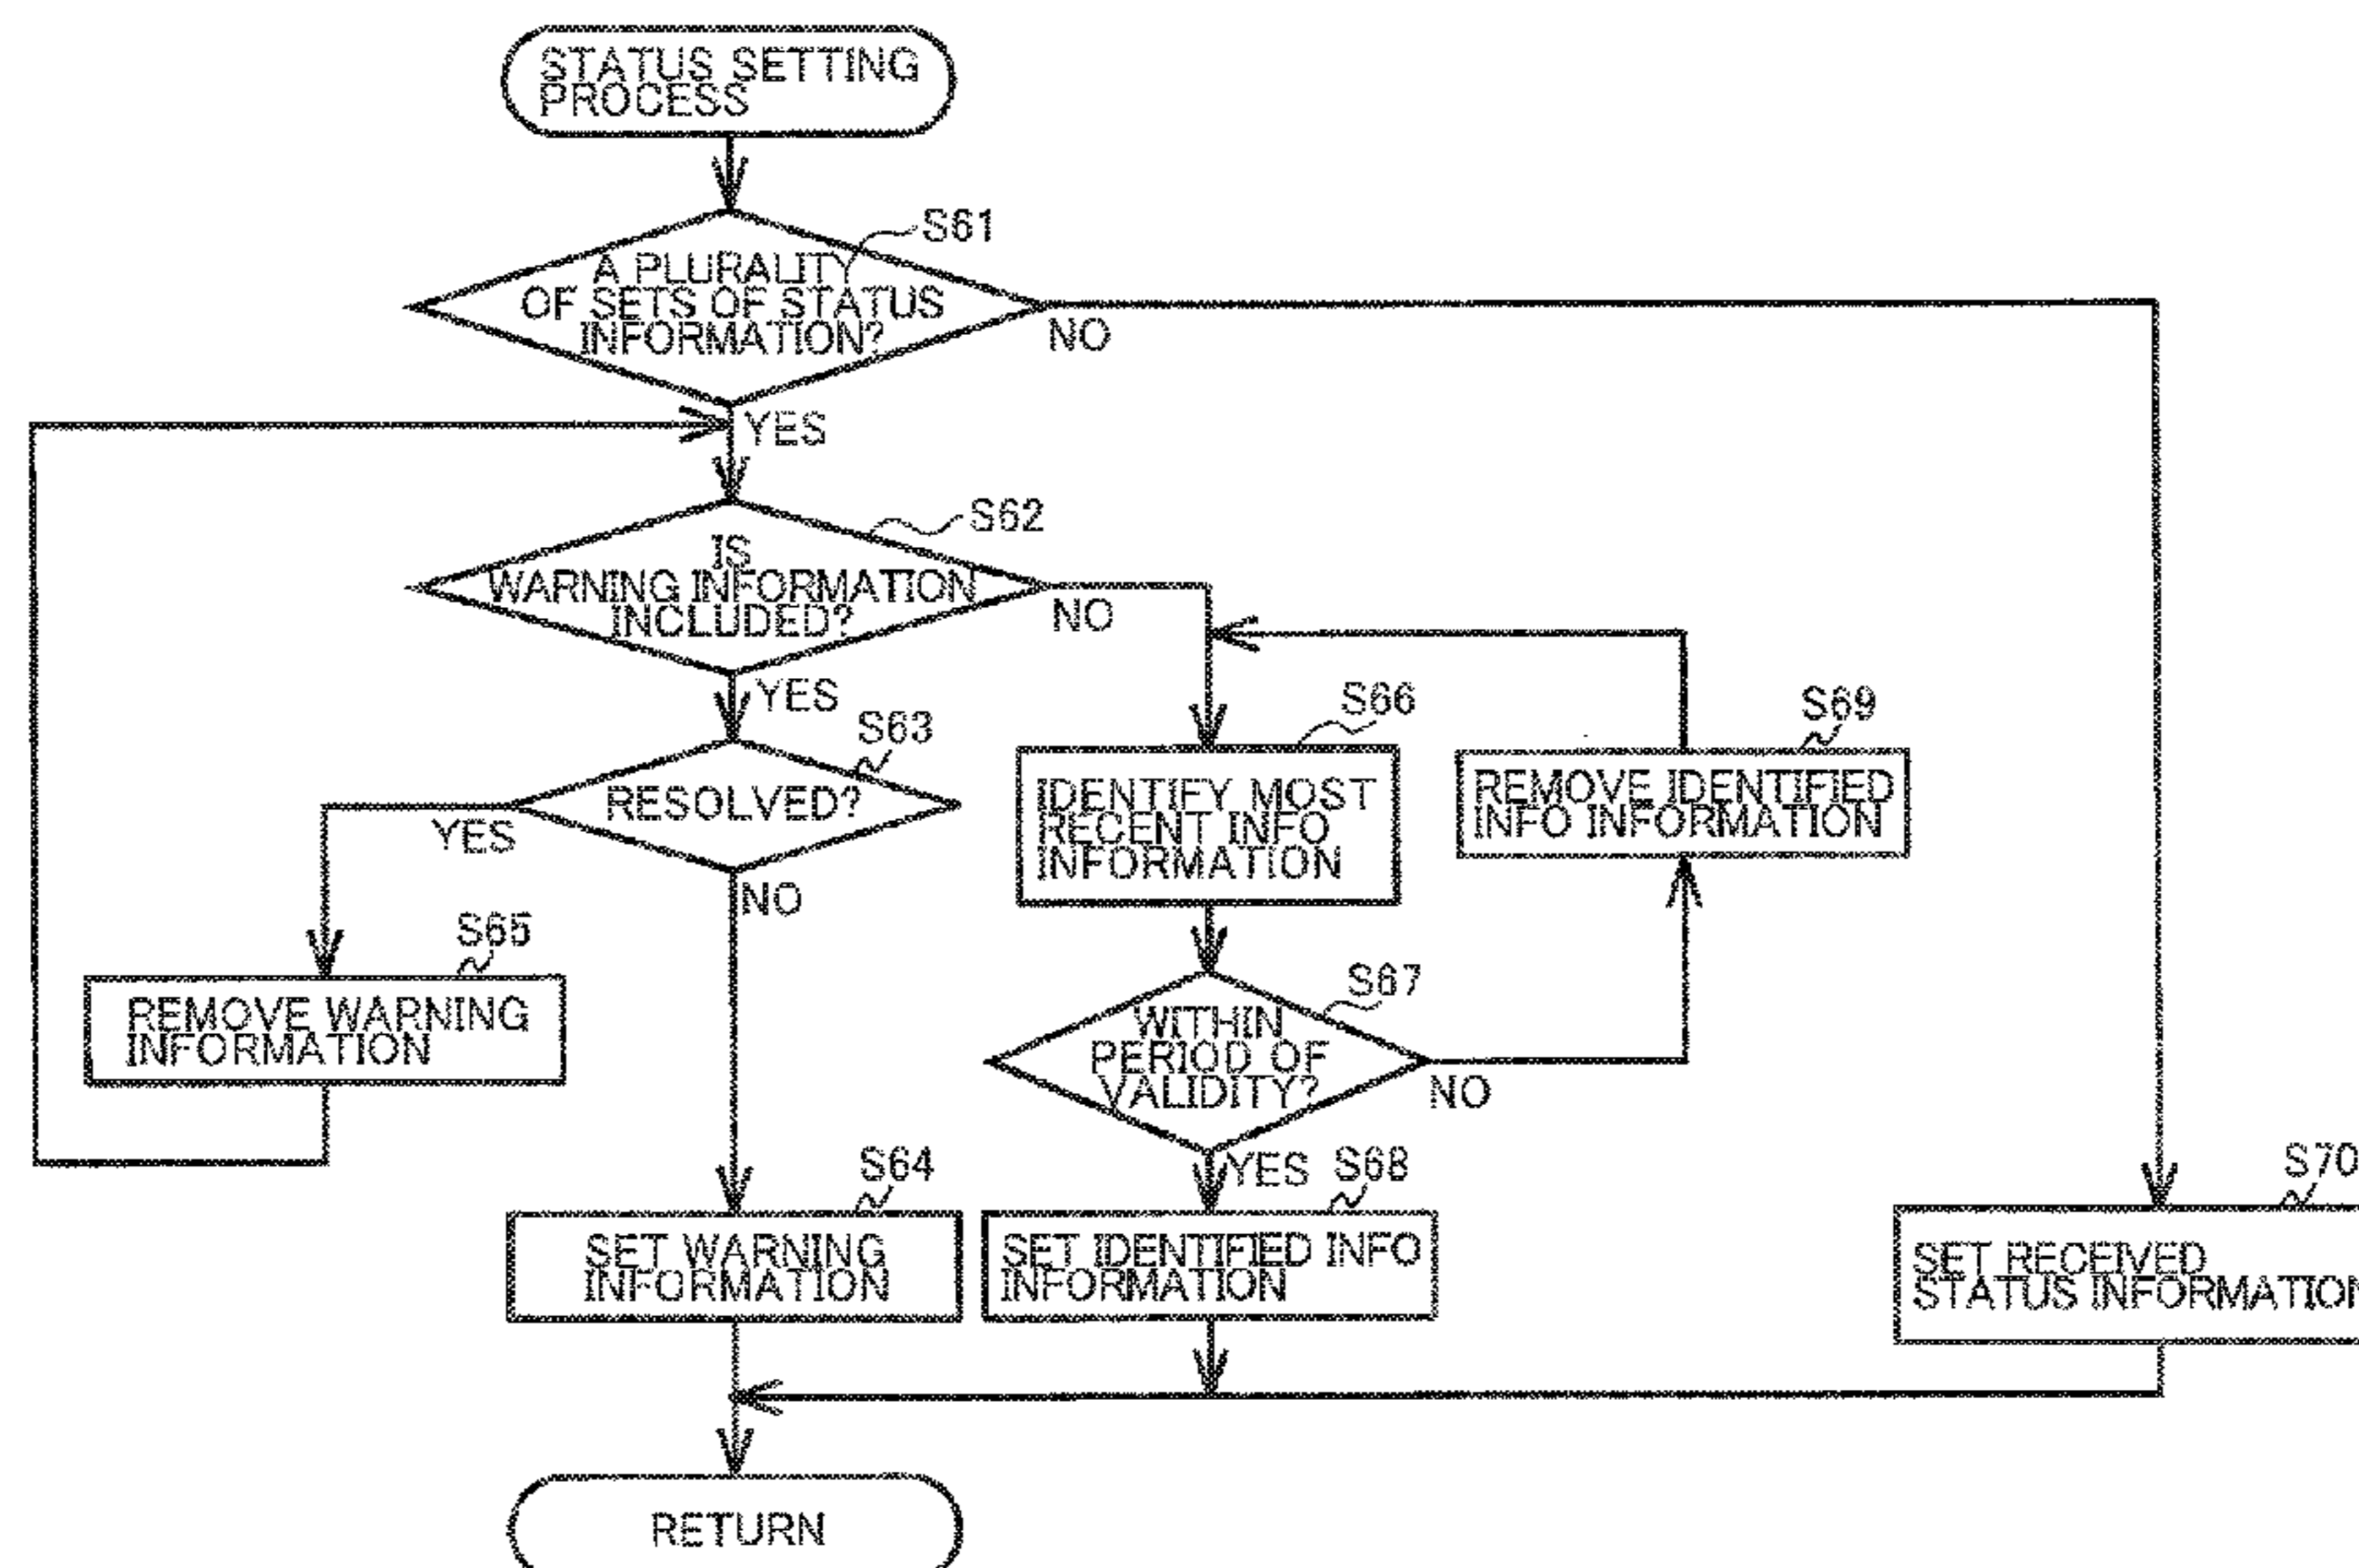 STATUS SETTING
PROCESS
S61
A PLURALITY
OF SETS OF STATUS
INFORMATION?
NO
YES
S62
IS
WARNING INFORMATION
INCLUDED?
NO
YES
S63
RESOLVED?
YES
NO
S65
REMOVE WARNING
INFORMATION
S64
SET WARNING
INFORMATION
S66
IDENTIFY MOST
RECENT INFO
INFORMATION
S69
REMOVE IDENTIFIED
INFO INFORMATION
S67
WITHIN
PERIOD OF
VALIDITY?
NO
YES
S68
SET IDENTIFIED INFO
INFORMATION
S70
SET RECEIVED
STATUS INFORMATION
RETURN